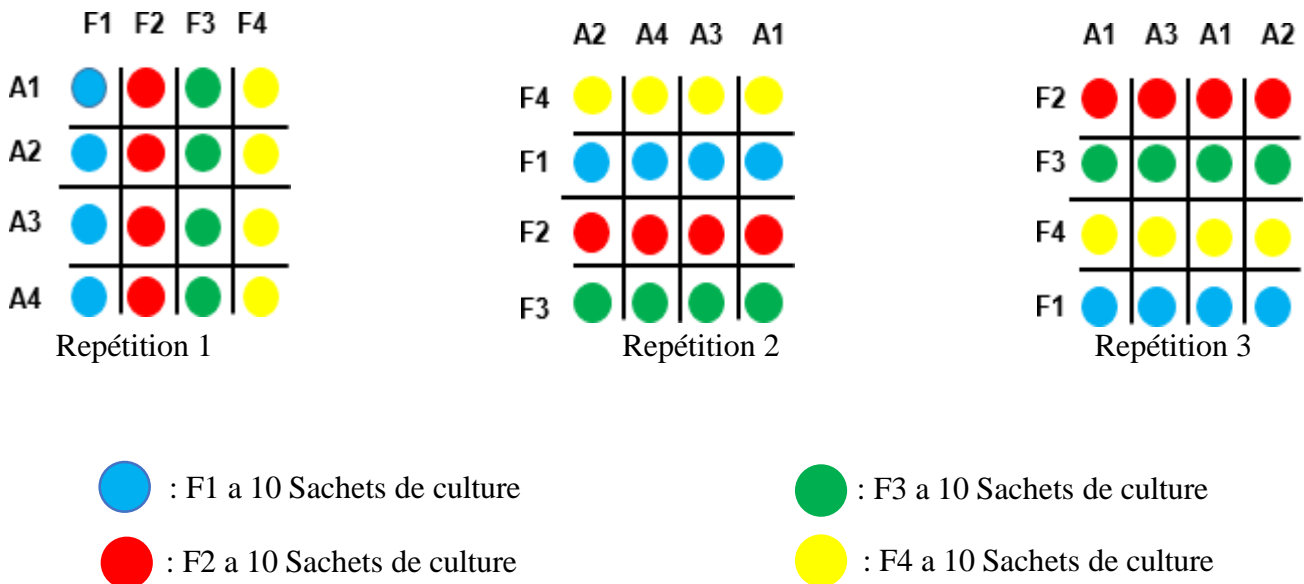 F1 F2 F3 F4
A1
A2
A3
A4
Repétition 1
A2 A4 A3 A1
F4
F1
F2
F3
Repétition 2
A1 A3 A1 A2
F2
F3
F4
F1
Repétition 3
: F1 a 10 Sachets de culture
: F3 a 10 Sachets de culture
: F2 a 10 Sachets de culture
: F4 a 10 Sachets de culture